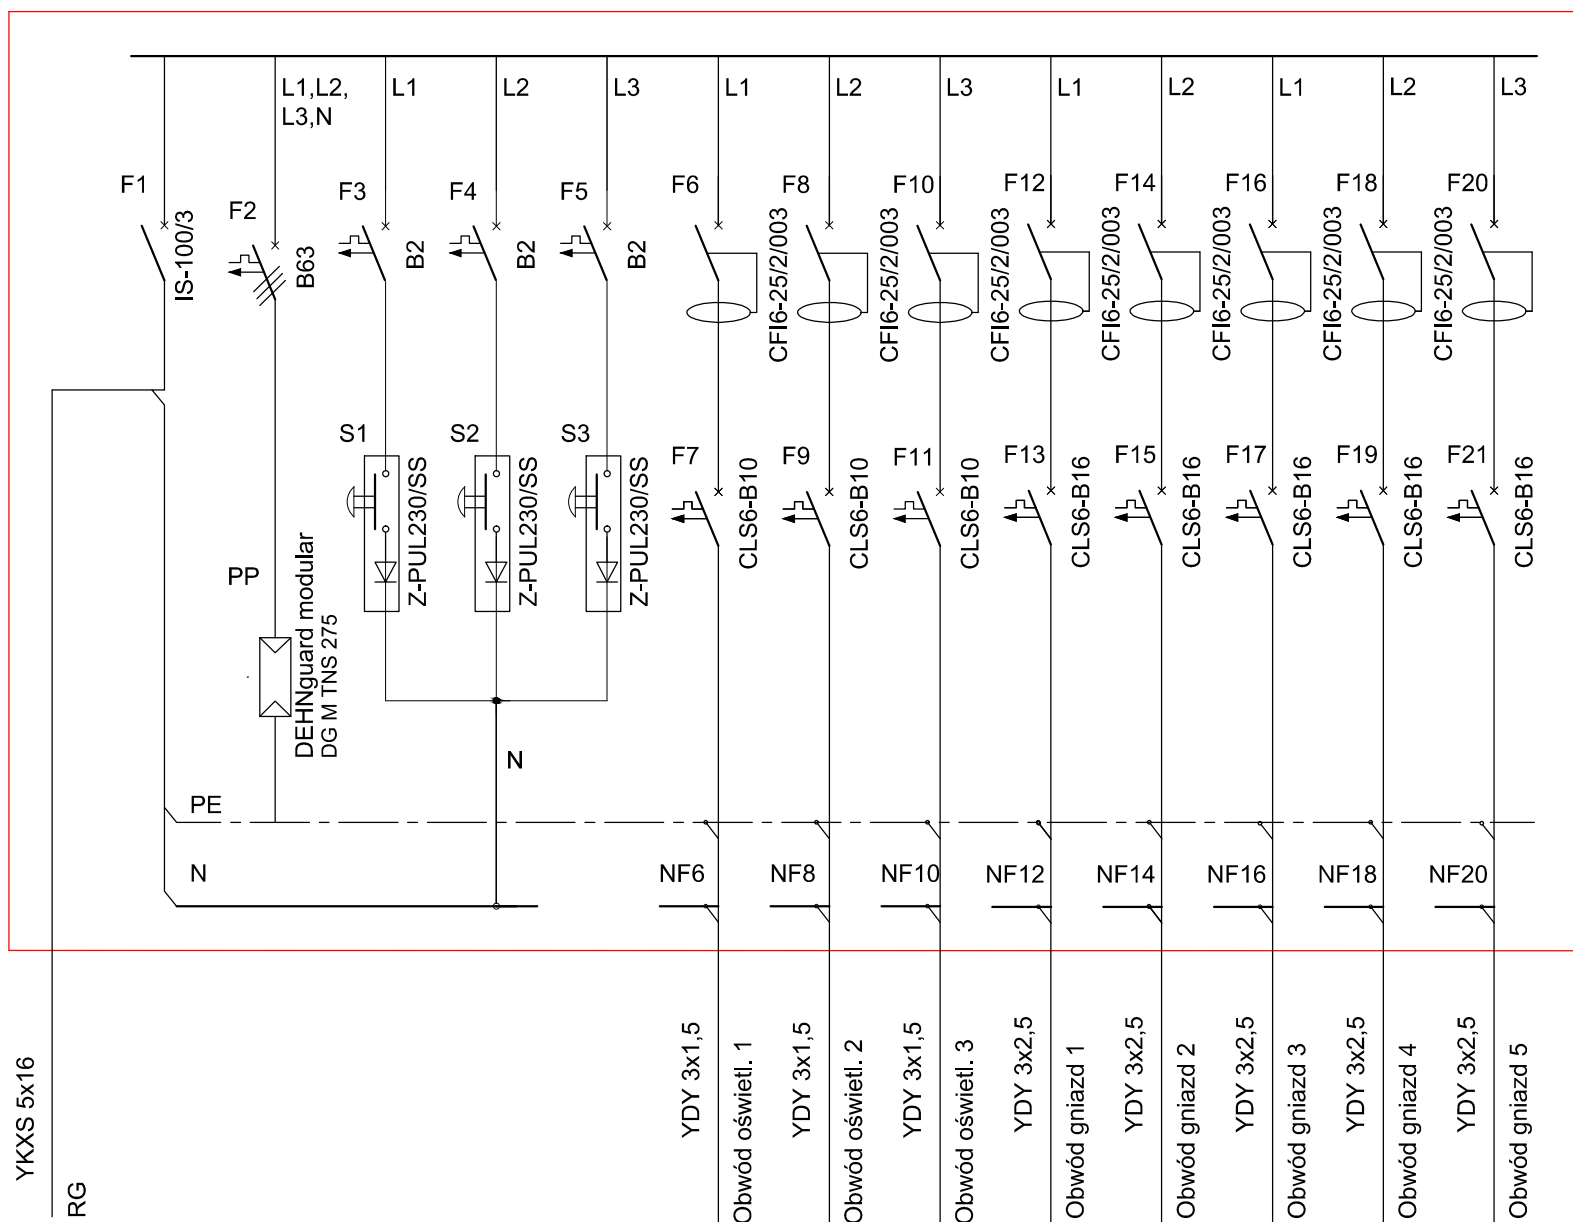 L1,L2,
L3,N
L1
L2
L3
L1
L2
L3
L1
L2
L1
L2
L3
F1
IS-100/3
F2
B63
F3
B2
F4
B2
F5
B2
F6
CFI6-25/2/003
F8
CFI6-25/2/003
F10
CFI6-25/2/003
F12
CFI6-25/2/003
F14
CFI6-25/2/003
F16
CFI6-25/2/003
F18
CFI6-25/2/003
F20
S1
Z-PUL230/SS
S2
Z-PUL230/SS
S3
Z-PUL230/SS
F7
CLS6-B10
F9
CLS6-B10
F11
CLS6-B10
F13
CLS6-B16
F15
CLS6-B16
F17
CLS6-B16
F19
CLS6-B16
F21
CLS6-B16
PP
DEHNguard modular
DG M TNS 275
N
PE
N
NF6
NF8
NF10
NF12
NF14
NF16
NF18
NF20
YKXS 5x16
RG
YDY 3x1,5
Obwód oświetl. 1
YDY 3x1,5
Obwód oświetl. 2
YDY 3x1,5
Obwód oświetl. 3
YDY 3x2,5
Obwód gniazd 1
YDY 3x2,5
Obwód gniazd 2
YDY 3x2,5
Obwód gniazd 3
YDY 3x2,5
Obwód gniazd 4
YDY 3x2,5
Obwód gniazd 5